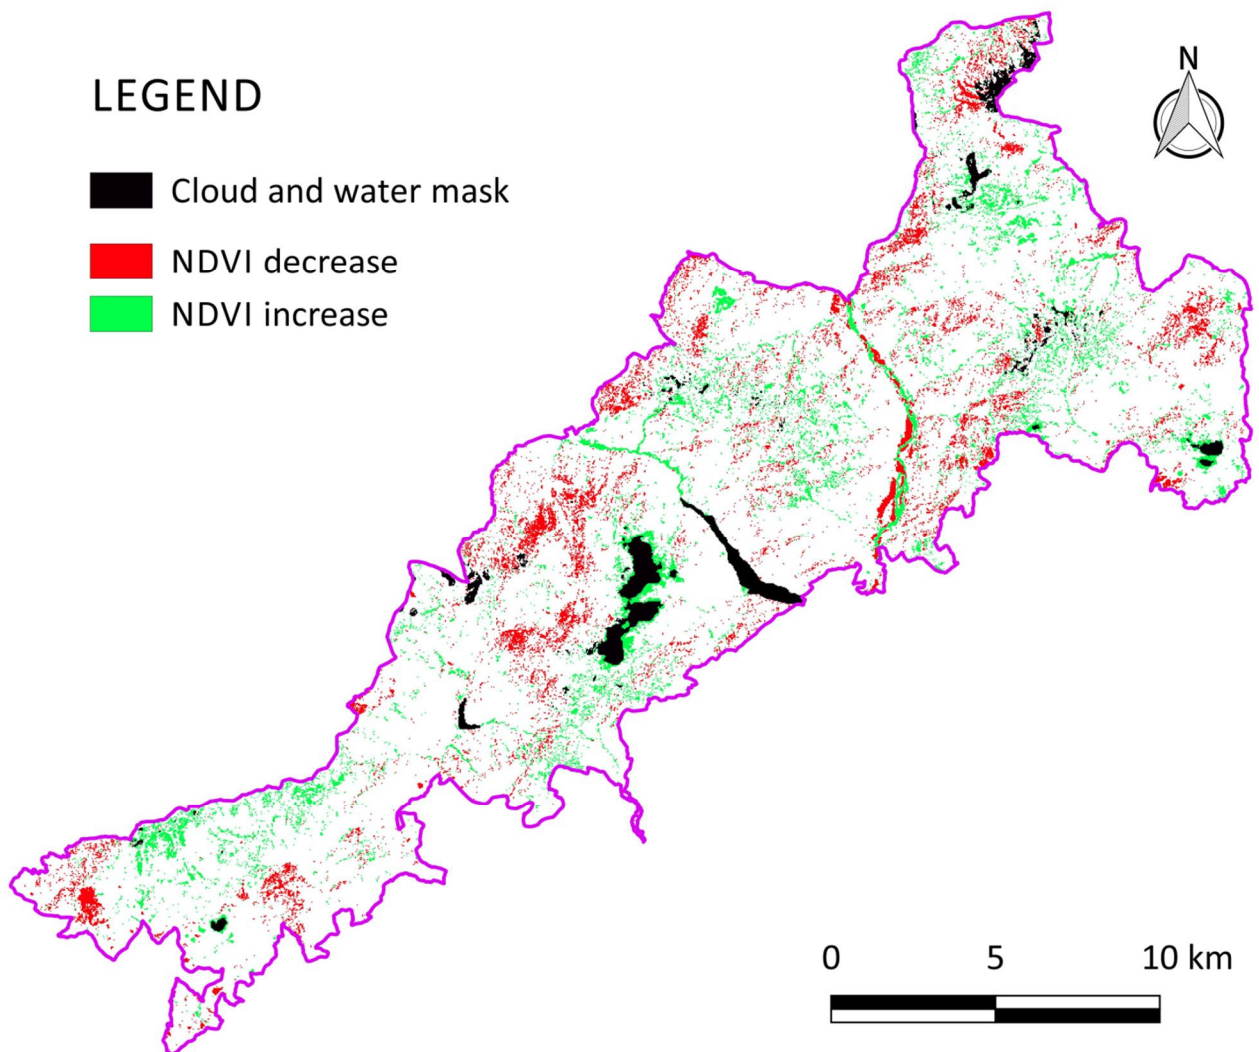 N
LEGEND
Cloud and water mask
NDVI decrease
NDVI increase
0 5 10 km